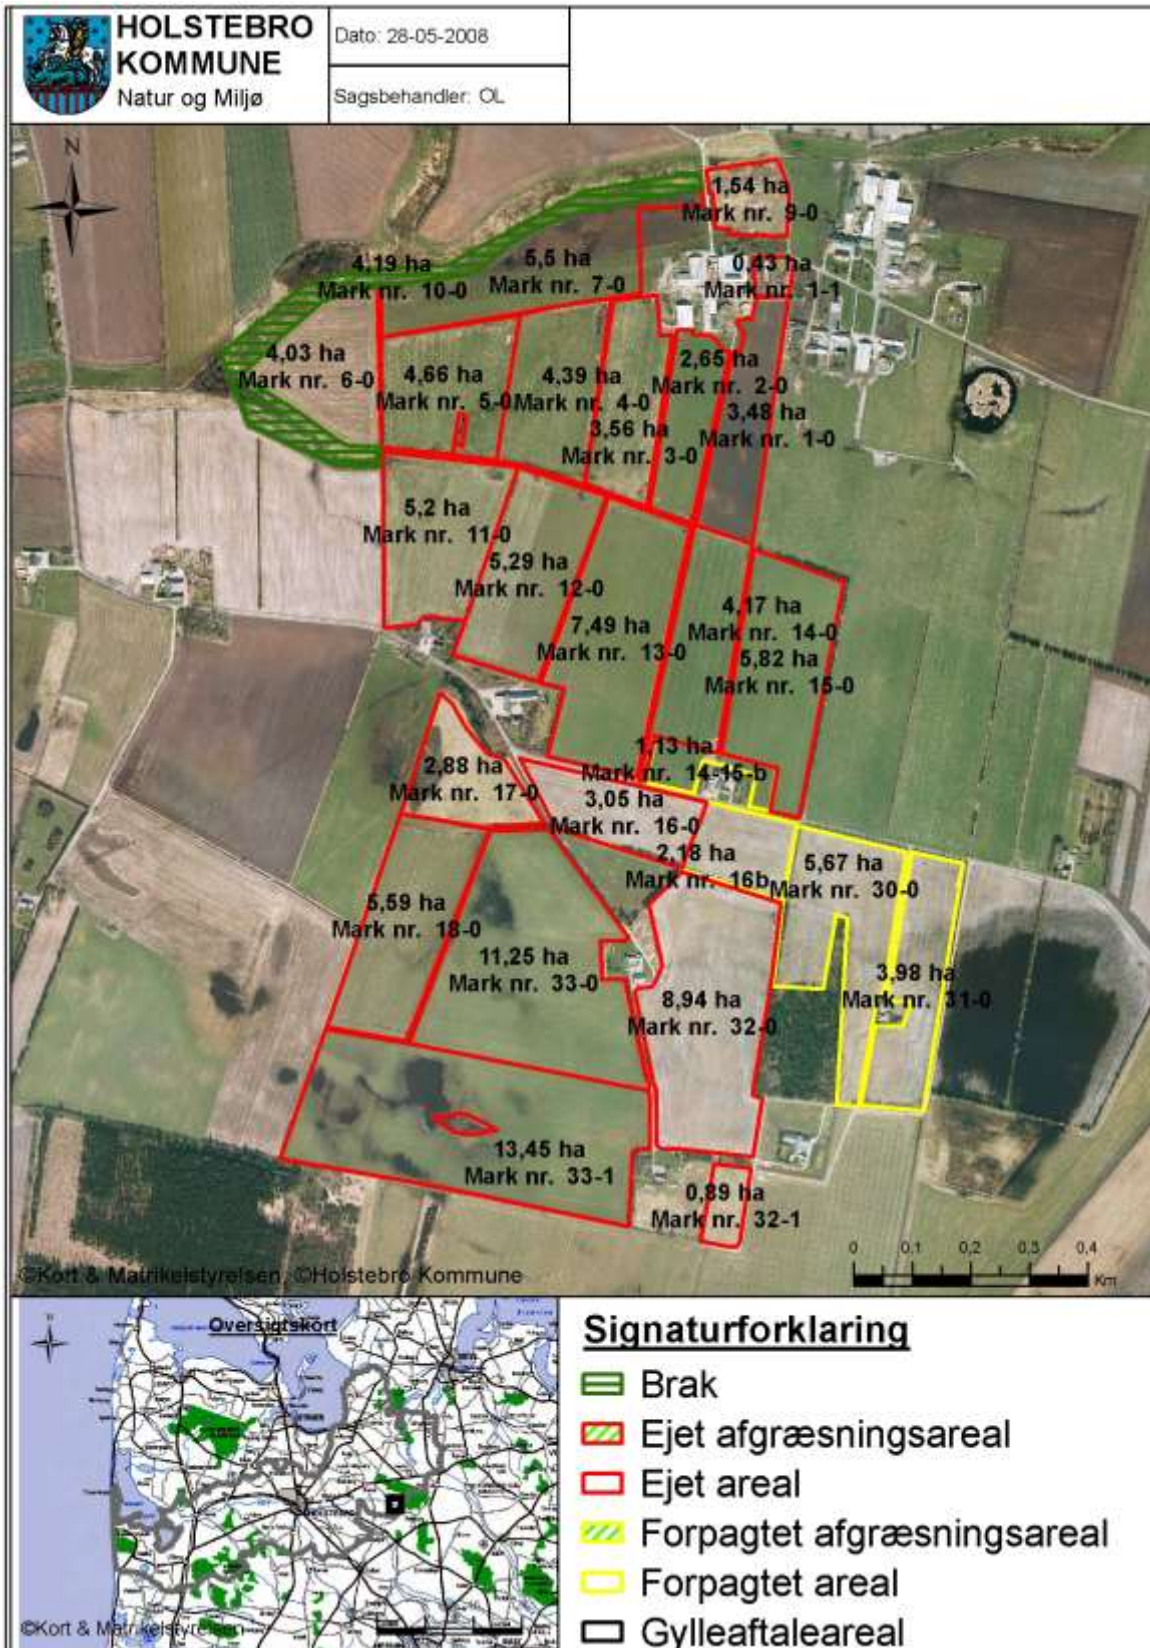 HOLSTEBRO
KOMMUNE
Natur og Miljø
Dato: 28-05-2008
Sagsbehandler: OL
N
1,54 ha
Mark nr. 9-0
4,19 ha
Mark nr. 10-0
5,5 ha
Mark nr. 7-0
0,43 ha
Mark nr. 1-1
4,03 ha
Mark nr. 6-0
4,66 ha
Mark nr. 5-0
4,39 ha
Mark nr. 4-0
2,65 ha
Mark nr. 2-0
3,56 ha
Mark nr. 3-0
3,48 ha
Mark nr. 1-0
5,2 ha
Mark nr. 11-0
5,29 ha
Mark nr. 12-0
7,49 ha
Mark nr. 13-0
4,17 ha
Mark nr. 14-0
5,82 ha
Mark nr. 15-0
1,13 ha
Mark nr. 14-15-b
2,88 ha
Mark nr. 17-0
3,05 ha
Mark nr. 16-0
2,18 ha
Mark nr. 16b
5,67 ha
Mark nr. 30-0
5,59 ha
Mark nr. 18-0
11,25 ha
Mark nr. 33-0
8,94 ha
Mark nr. 32-0
3,98 ha
Mark nr. 31-0
13,45 ha
Mark nr. 33-1
0,89 ha
Mark nr. 32-1
0 0,1 0,2 0,3 0,4
Km
©Kort & Matrikelstyrelsen, ©Holstebro Kommune
Oversigtskort
©Kort & Matrikelstyrelsen
Signaturforklaring
Brak
Ejet afgræsningsareal
Ejet areal
Forpagtet afgræsningsareal
Forpagtet areal
Gylleaftaleareal